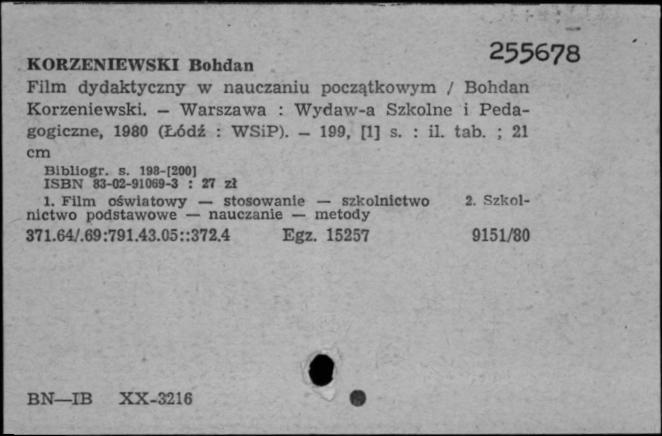 255678
KORZENIEWSKI Bohdan
Film dydaktyczny w nauczaniu początkowym / Bohdan
Korzeniewski. — Warszawa : Wydaw-a Szkolne i Peda-
gogiczne, 1980 (Łódź : WSiP). — 199, [1] s. : il. tab. ; 21
cm
Bibliogr. s. 198-[200]
ISBN 83-02-91069-3 : 27 zł
1. Film oświatowy — stosowanie — szkolnictwo 2. Szkol-
nictwo podstawowe — nauczanie — metody
371.64/.69:791.43.05::372.4 Egz. 15257 9151/80
BN—IB XX-3216